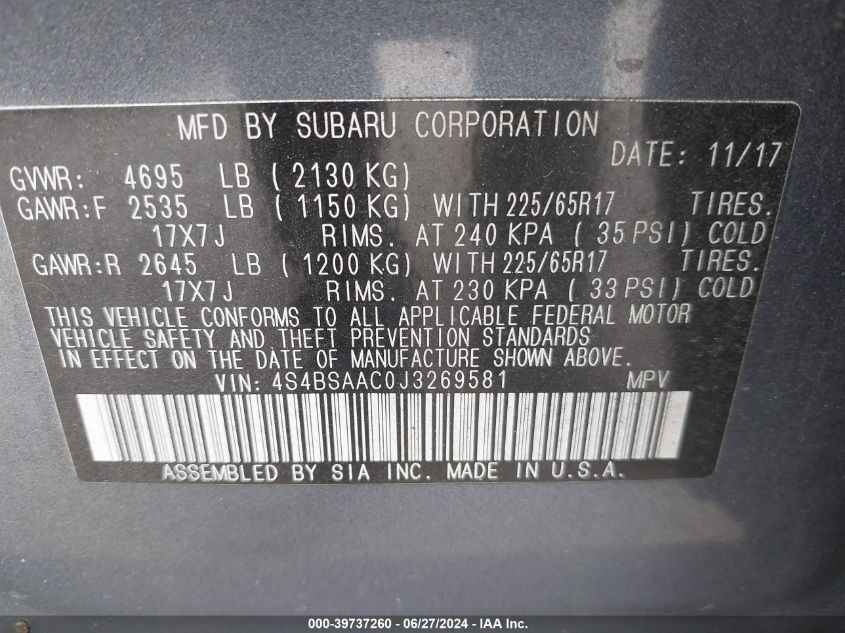 MFD BY SUBARU CORPORATION
DATE: 11/17
GVWR: 4695 LB ( 2130 KG)
GAWR:F 2535 LB ( 1150 KG) WITH 225/65R17 TIRES.
17X7J RIMS. AT 240 KPA ( 35 PSI) COLD
GAWR:R 2645 LB ( 1200 KG) WITH 225/65R17 TIRES.
17X7J RIMS. AT 230 KPA ( 33 PSI) COLD
THIS VEHICLE CONFORMS TO ALL APPLICABLE FEDERAL MOTOR
VEHICLE SAFETY AND THEFT PREVENTION STANDARDS
IN EFFECT ON THE DATE OF MANUFACTURE SHOWN ABOVE.
VIN: 4S4BSAAC0J3269581 MPV
ASSEMBLED BY SIA INC. MADE IN U.S.A.
000-39737260 - 06/27/2024 - IAA Inc.